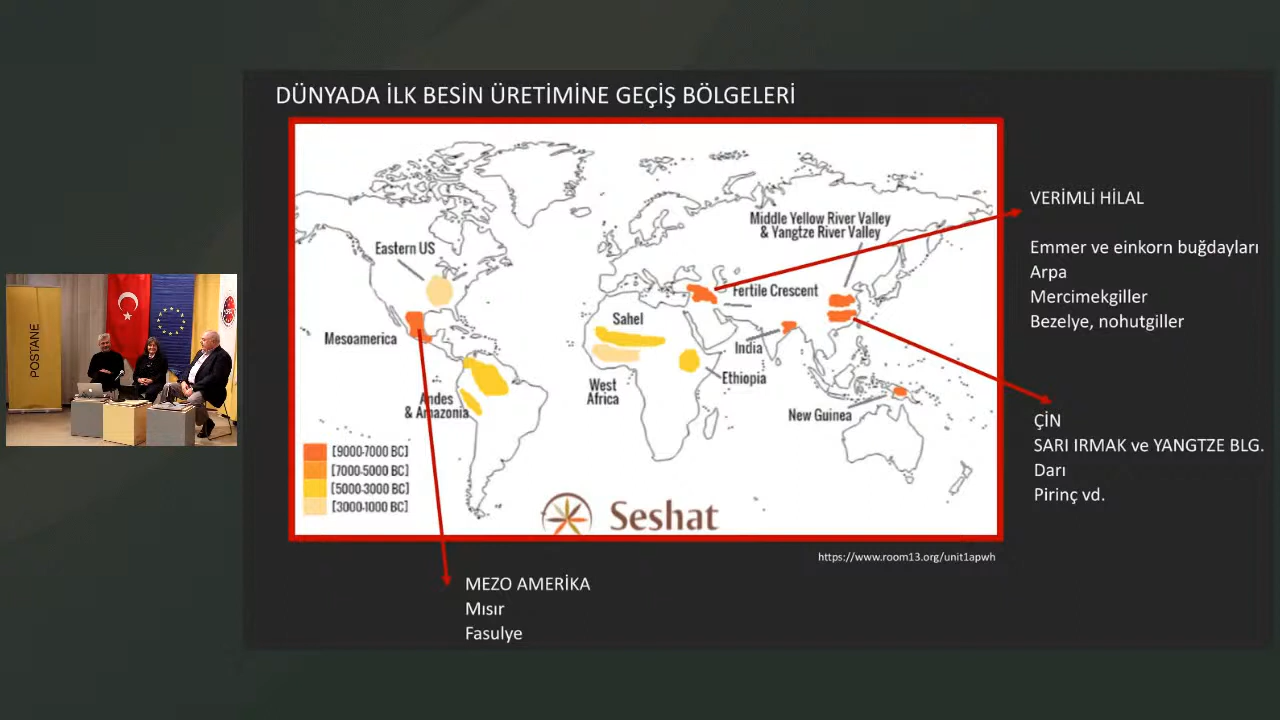 DÜNYADA İLK BESİN ÜRETİMİNE GEÇİŞ BÖLGELERİ
Middle Yellow River Valley
& Yangtze River Valley
Eastern US
Fertile Crescent
Sahel
Mesoamerica
India
Ethiopia
West
Africa
Andes
& Amazonia
New Guinea
[9000-7000 BC]
[7000-5000 BC]
[5000-3000 BC]
[3000-1000 BC]
Seshat
https://www.room13.org/unit1apwh
VERİMLİ HİLAL
Emmer ve einkorn buğdayları
Arpa
Mercimekgiller
Bezelye, nohutgiller
ÇİN
SARI IRMAK ve YANGTZE BLG.
Darı
Pirinç vd.
MEZO AMERİKA
Mısır
Fasulye
POSTANE